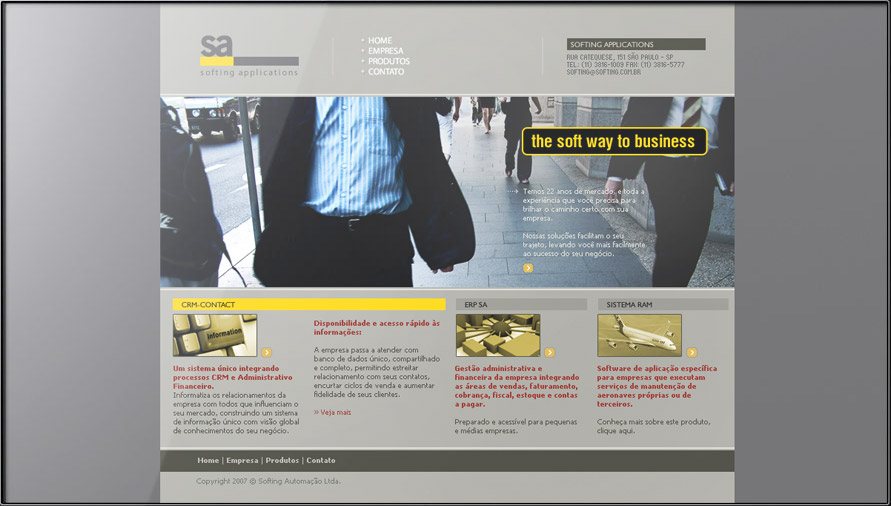 sa
softing applications
HOME
EMPRESA
PRODUTOS
CONTATO
SOFTING APPLICATIONS
RUA CATEQUESE, 151 SÃO PAULO - SP
TEL: (11) 3816-1009 FAX: (11) 3816-5777
SOFTING@SOFTING.COM.BR
the soft way to business
Temos 22 anos de mercado, e toda a
experiência que você precisa para
trilhar o caminho certo com sua
empresa.
Nossas soluções facilitam o seu
trajeto, levando você mais facilmente
ao sucesso do seu negócio.
CRM-CONTACT
information
Um sistema único integrando
processos CRM e Administrativo
Financeiro.
Informatiza os relacionamentos da
empresa com todos que influenciam o
seu mercado, construindo um sistema
de informação único com visão global
de conhecimentos do seu negócio.
Disponibilidade e acesso rápido às
informações:
A empresa passa a atender com
banco de dados único, compartilhado
e completo, permitindo estreitar
relacionamento com seus contatos,
encurtar ciclos de venda e aumentar
fidelidade de seus clientes.
» Veja mais
ERP SA
Gestão administrativa e
financeira da empresa integrando
as áreas de vendas, faturamento,
cobrança, fiscal, estoque e contas
a pagar.
Preparado e acessível para pequenas
e médias empresas.
SISTEMA RAM
Software de aplicação específica
para empresas que executam
serviços de manutenção de
aeronaves próprias ou de
terceiros.
Conheça mais sobre este produto,
clique aqui.
Home | Empresa | Produtos | Contato
Copyright 2007 @ Softing Automação Ltda.